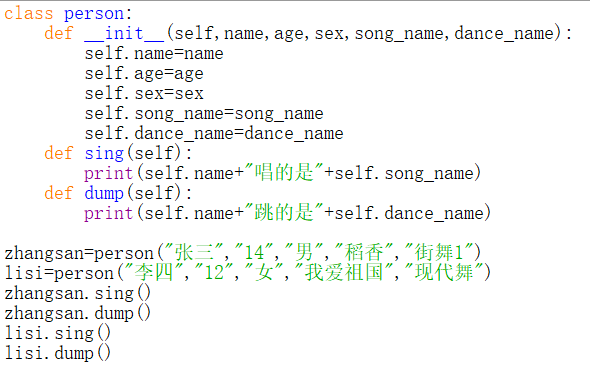 class person:
    def __init__(self,name,age,sex,song_name,dance_name):
        self.name=name
        self.age=age
        self.sex=sex
        self.song_name=song_name
        self.dance_name=dance_name
    def sing(self):
        print(self.name+"唱的是"+self.song_name)
    def dump(self):
        print(self.name+"跳的是"+self.dance_name)

zhangsan=person("张三","14","男","稻香","街舞1")
lisi=person("李四","12","女","我爱祖国","现代舞")
zhangsan.sing()
zhangsan.dump()
lisi.sing()
lisi.dump()